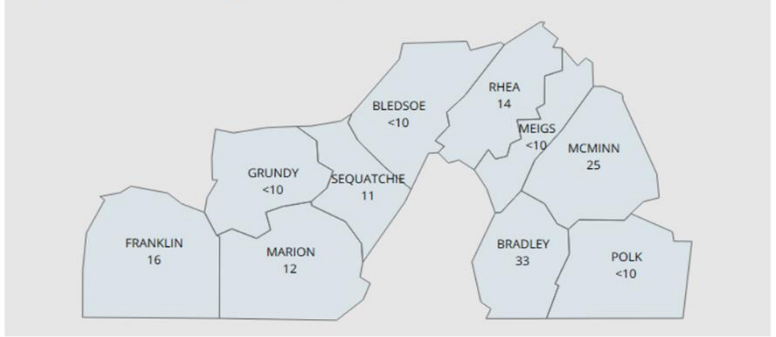 RHEA
14
BLEDSOE
<10
MEIGS
<10
MCMINN
25
GRUNDY
<10
SEQUATCHIE
11
FRANKLIN
16
MARION
12
BRADLEY
33
POLK
<10